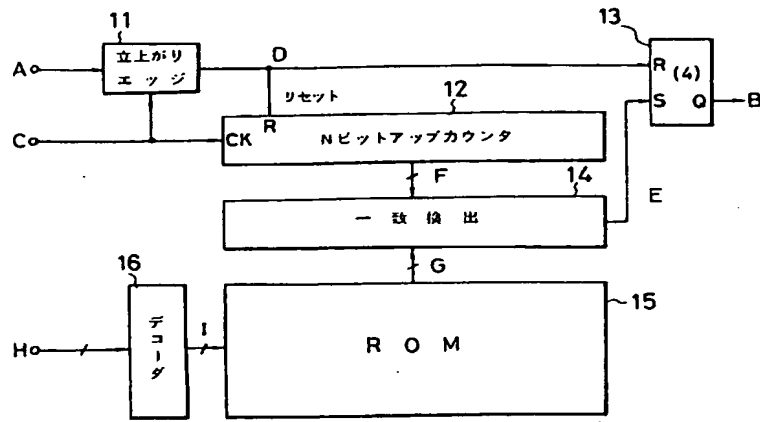 11
立上がり
エッジ
A
D
リセット
12
13
R
(4)
S
Q
B
C
R
CK
Nビットアップカウンタ
F
14
一致検出
E
G
16
デコーダ
H
I
15
ROM